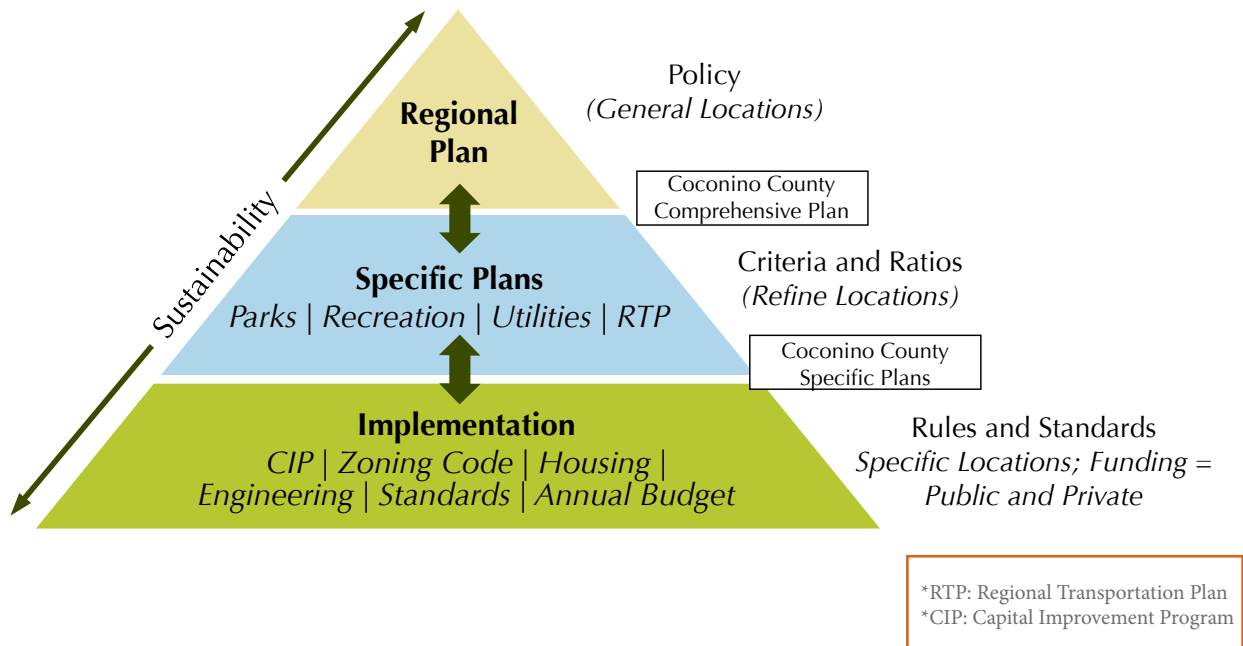 Policy
(General Locations)
Regional
Plan
Coconino County
Comprehensive Plan
Sustainability
Criteria and Ratios
(Refine Locations)
Specific Plans
Parks | Recreation | Utilities | RTP
Coconino County
Specific Plans
Implementation
CIP | Zoning Code | Housing |
Engineering | Standards | Annual Budget
Rules and Standards
Specific Locations; Funding =
Public and Private
*RTP: Regional Transportation Plan
*CIP: Capital Improvement Program